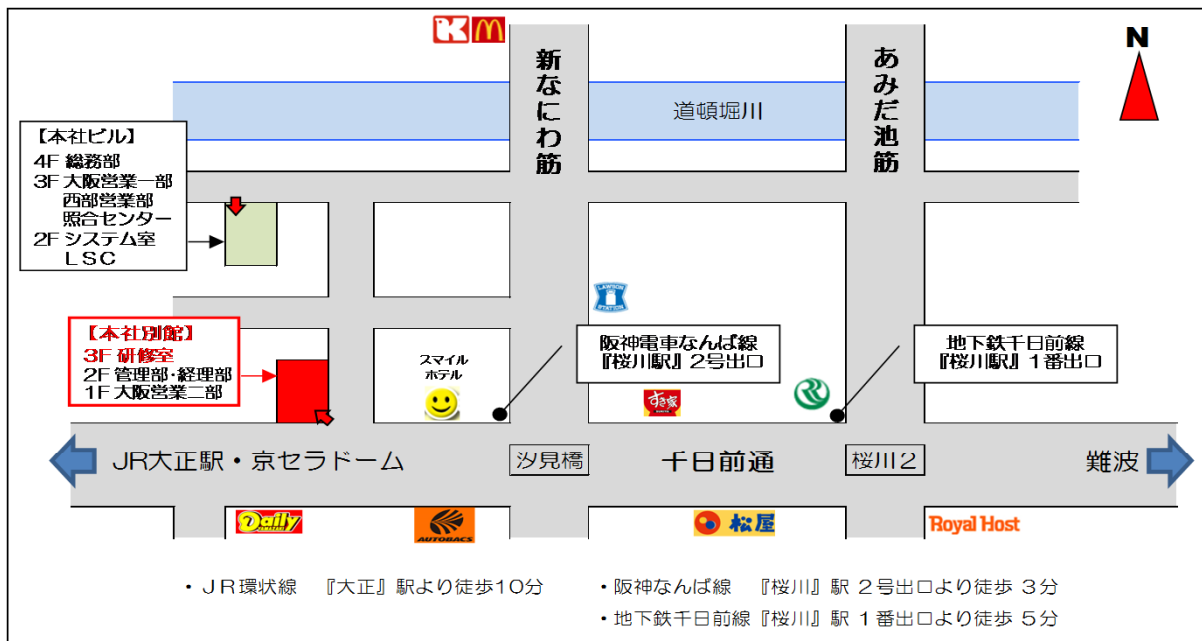 N
新なにわ筋
あみだ池筋
道頓堀川
【本社ビル】
4F 総務部
3F 大阪営業一部
西部営業部
照合センター
2F システム室
LSC
LAWSON
STATION
【本社別館】
3F 研修室
2F 管理部・経理部
1F 大阪営業二部
スマイル
ホテル
阪神電車なんば線
『桜川駅』2号出口
地下鉄千日前線
『桜川駅』1番出口
すき家
JR大正駅・京セラドーム
汐見橋
千日前通
桜川2
難波
Daily
AUTOBACS
松屋
Royal Host
・JR環状線 『大正』駅より徒歩10分
・阪神なんば線 『桜川』駅 2号出口より徒歩 3分
・地下鉄千日前線『桜川』駅 1番出口より徒歩 5分